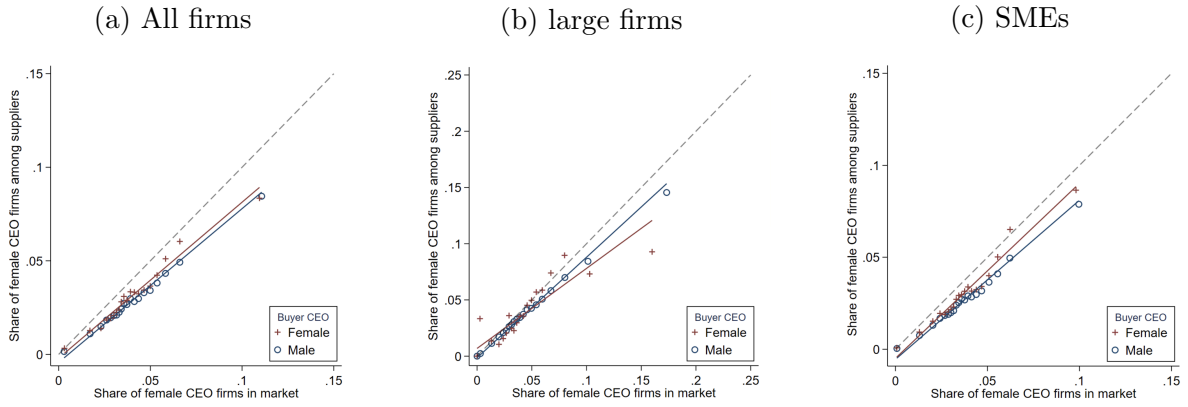 (a) All firms
Share of female CEO firms among suppliers
.15
.1
.05
0
0
.05
.1
.15
Share of female CEO firms in market
Buyer CEO
Female
Male
(b) large firms
Share of female CEO firms among suppliers
.25
.2
.15
.1
.05
0
0
.05
.1
.15
.2
.25
Share of female CEO firms in market
Buyer CEO
Female
Male
(c) SMEs
Share of female CEO firms among suppliers
.15
.1
.05
0
0
.05
.1
.15
Share of female CEO firms in market
Buyer CEO
Female
Male